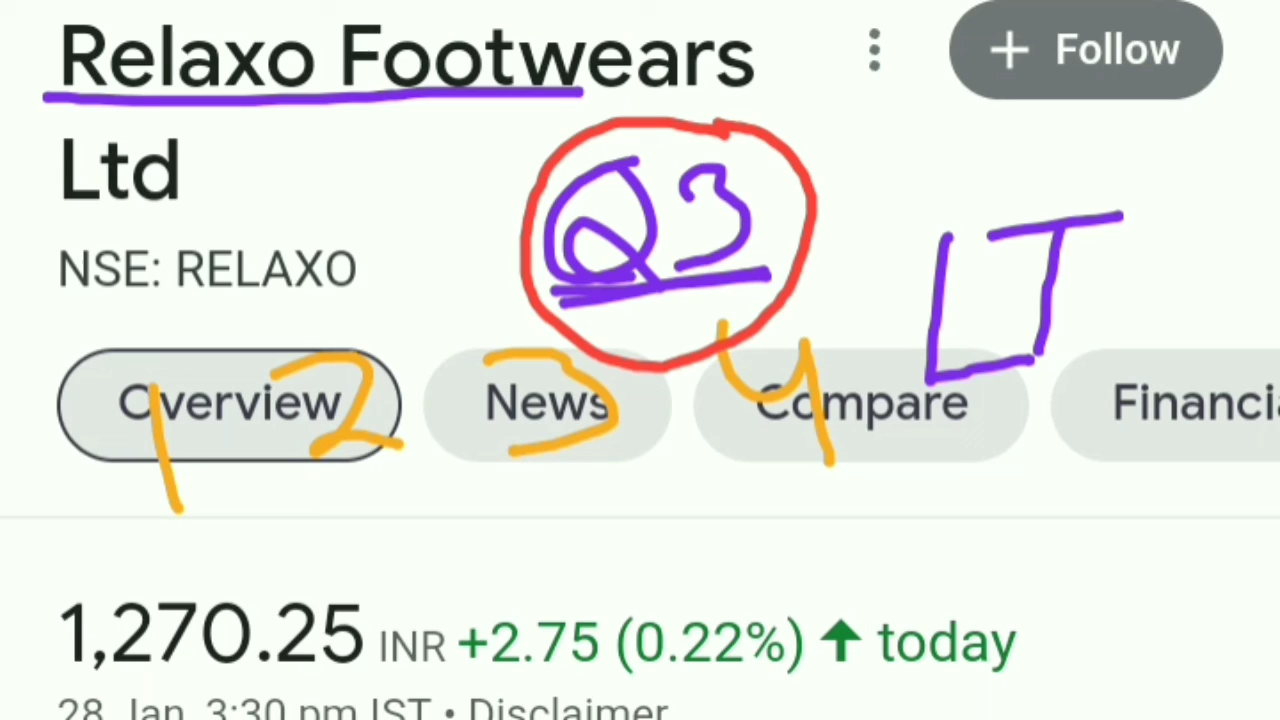 Relaxo Footwears
+ Follow
Ltd
Q3
LT
NSE: RELAXO
Overview
News
Compare
Financi
1 2 3 4
1,270.25 INR +2.75 (0.22%) ↑ today
28 Jan, 3:30 pm IST • Disclaimer